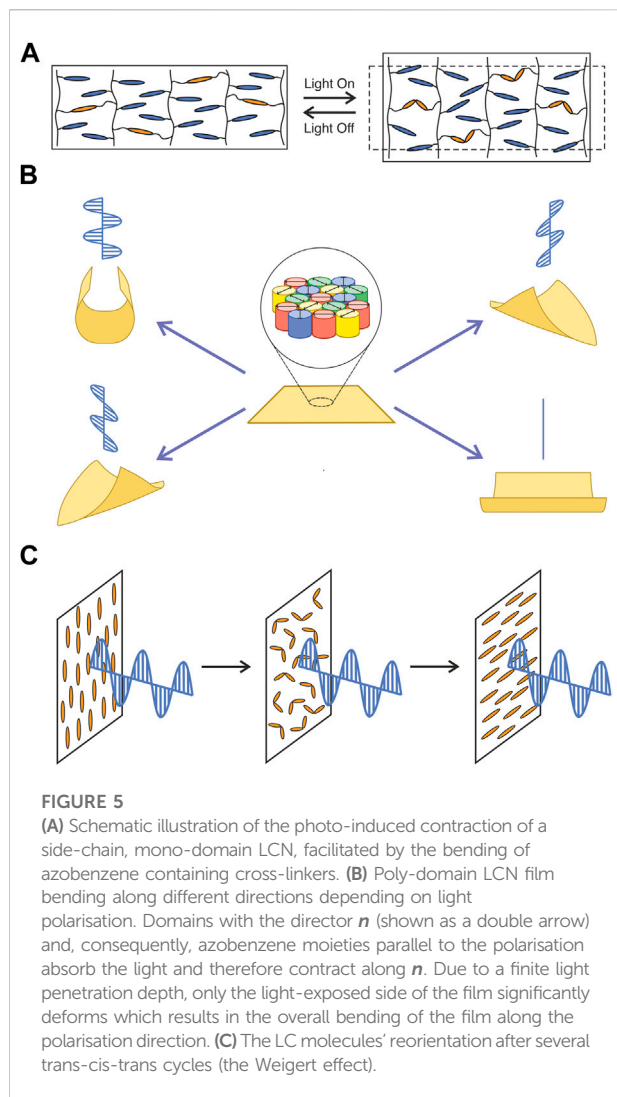 A
Light On
Light Off
B
C
FIGURE 5
(A) Schematic illustration of the photo-induced contraction of a
side-chain, mono-domain LCN, facilitated by the bending of
azobenzene containing cross-linkers. (B) Poly-domain LCN film
bending along different directions depending on light
polarisation. Domains with the director n (shown as a double arrow)
and, consequently, azobenzene moieties parallel to the polarisation
absorb the light and therefore contract along n. Due to a finite light
penetration depth, only the light-exposed side of the film significantly
deforms which results in the overall bending of the film along the
polarisation direction. (C) The LC molecules' reorientation after several
trans-cis-trans cycles (the Weigert effect).